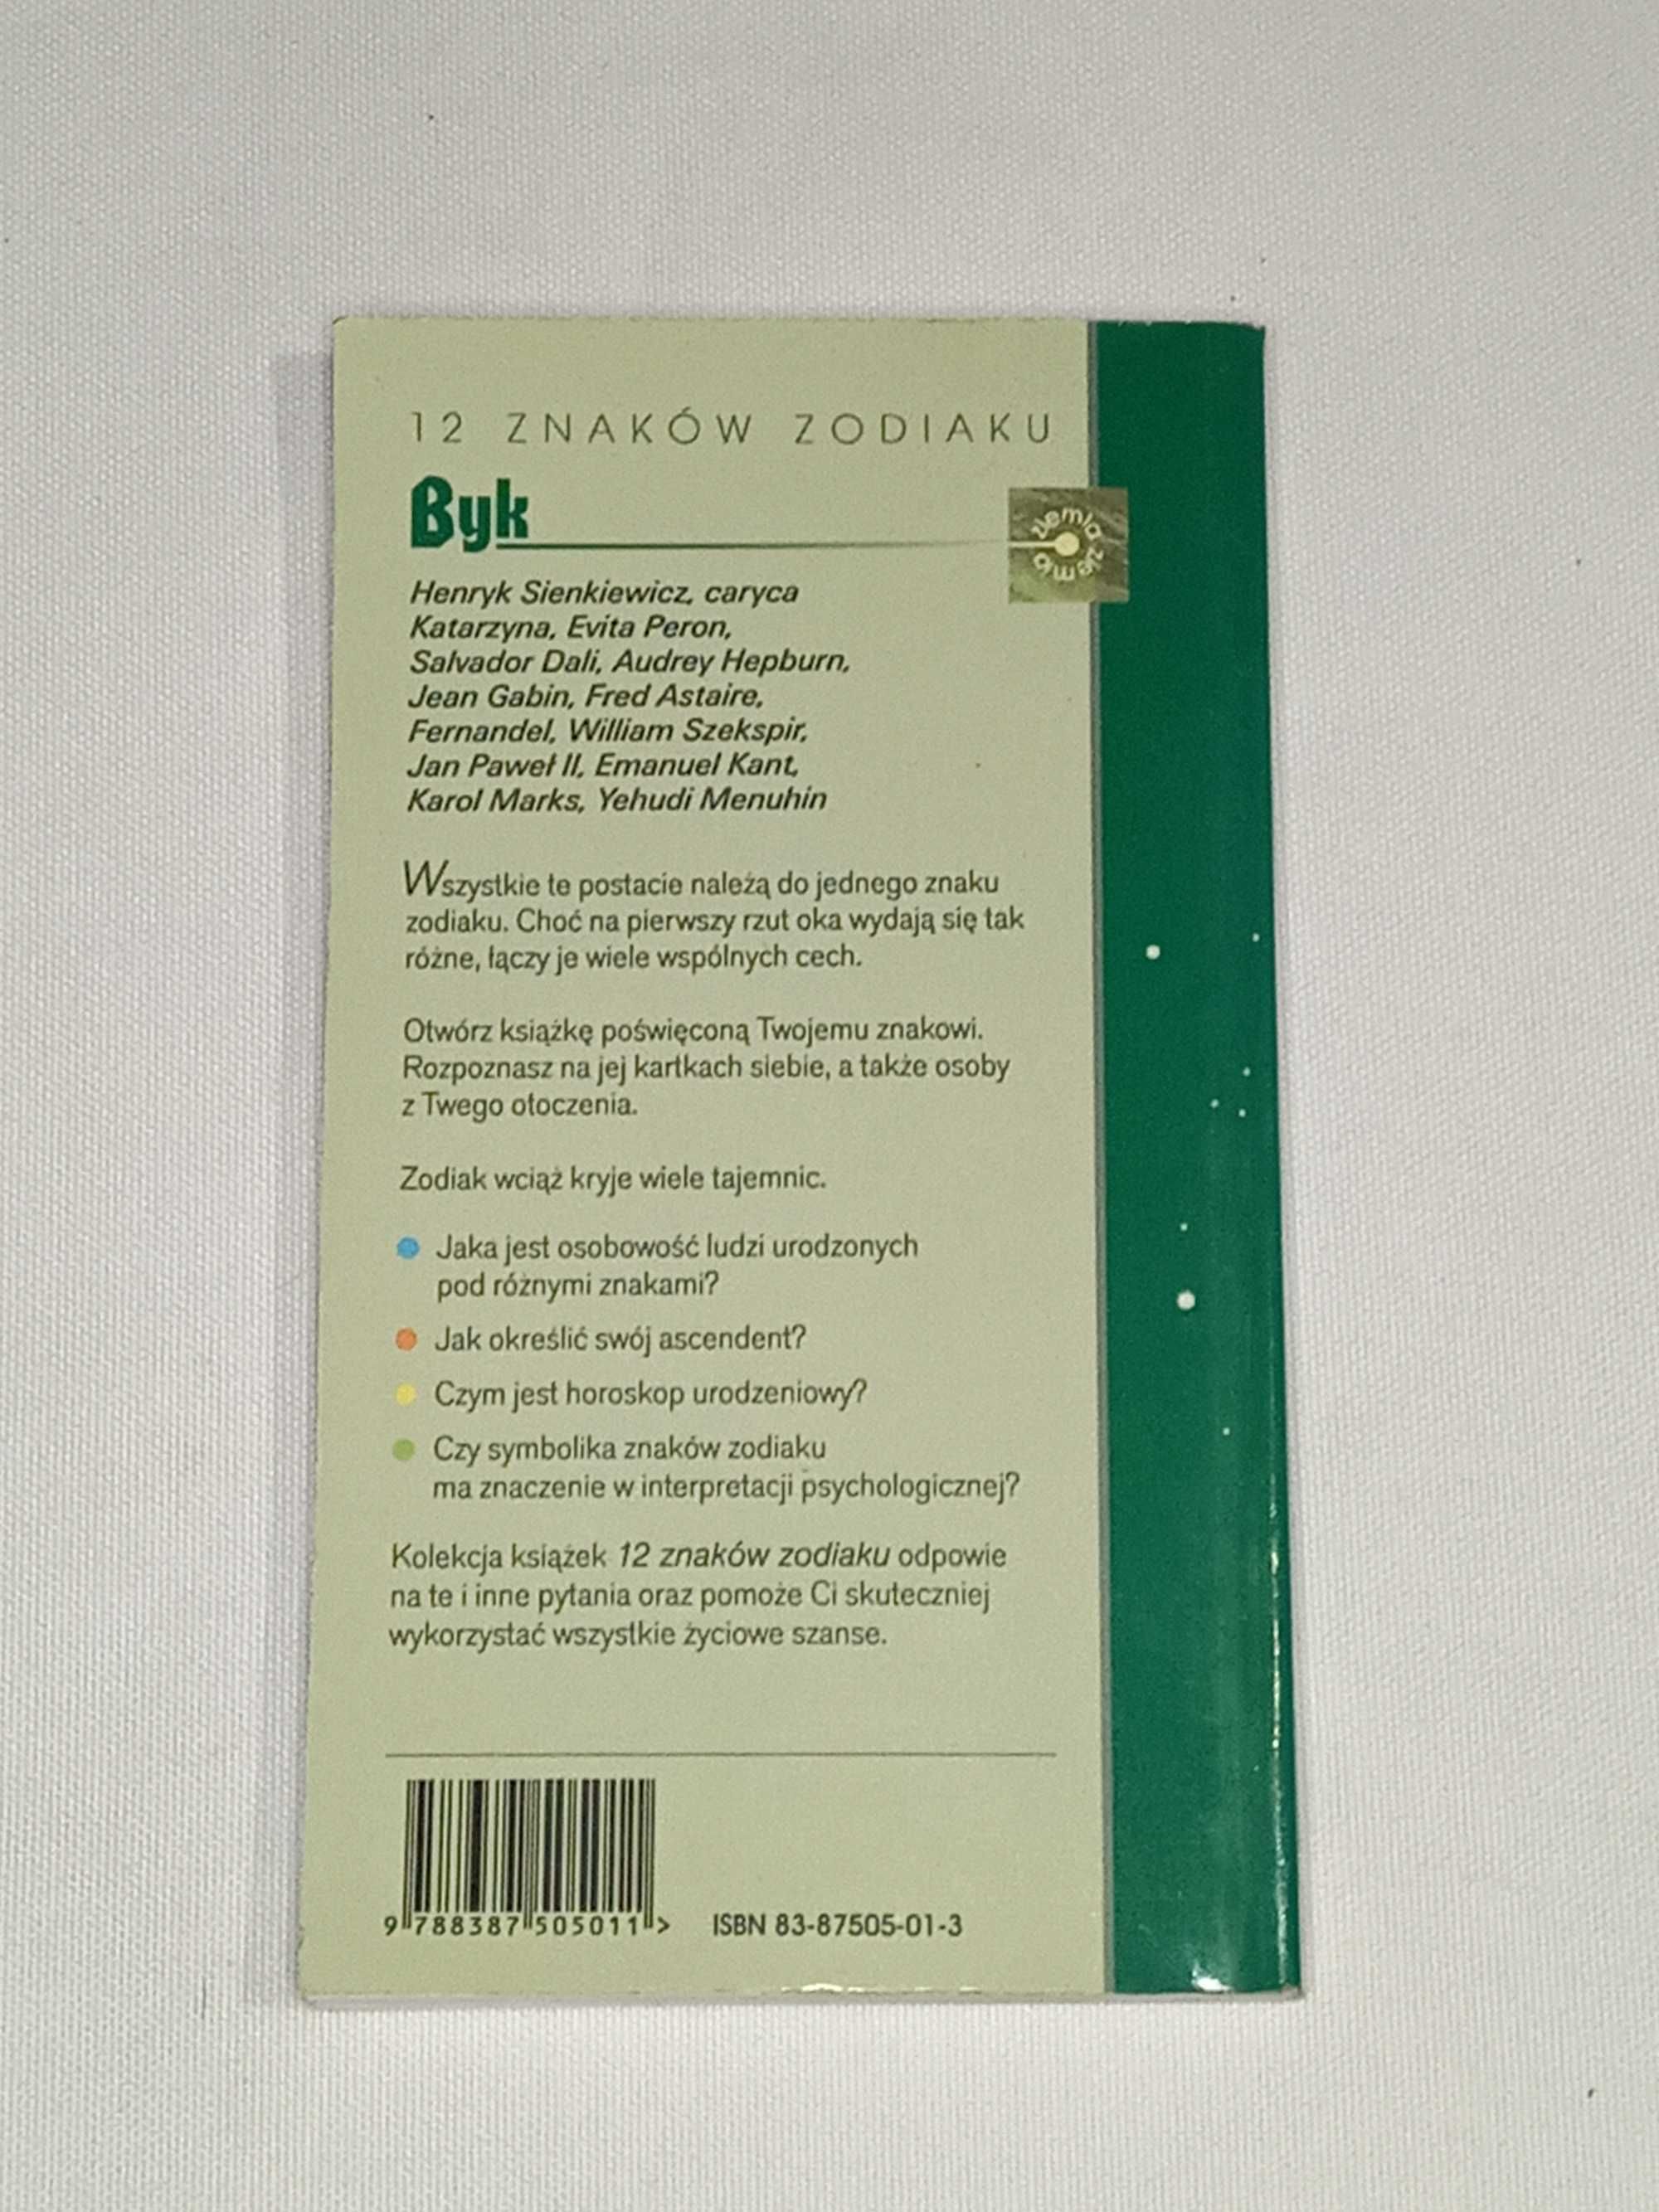 12 ZNAKÓW ZODIAKU
Byk
ziemia ziemia
Henryk Sienkiewicz, caryca
Katarzyna, Evita Peron,
Salvador Dali, Audrey Hepburn,
Jean Gabin, Fred Astaire,
Fernandel, William Szekspir,
Jan Paweł II, Emanuel Kant,
Karol Marks, Yehudi Menuhin
Wszystkie te postacie należą do jednego znaku
zodiaku. Choć na pierwszy rzut oka wydają się tak
różne, łączy je wiele wspólnych cech.
Otwórz książkę poświęconą Twojemu znakowi.
Rozpoznasz na jej kartkach siebie, a także osoby
z Twego otoczenia.
Zodiak wciąż kryje wiele tajemnic.
Jaka jest osobowość ludzi urodzonych
pod różnymi znakami?
Jak określić swój ascendent?
Czym jest horoskop urodzeniowy?
Czy symbolika znaków zodiaku
ma znaczenie w interpretacji psychologicznej?
Kolekcja książek 12 znaków zodiaku odpowie
na te i inne pytania oraz pomoże Ci skuteczniej
wykorzystać wszystkie życiowe szanse.
9 788387 505011 >
ISBN 83-87505-01-3